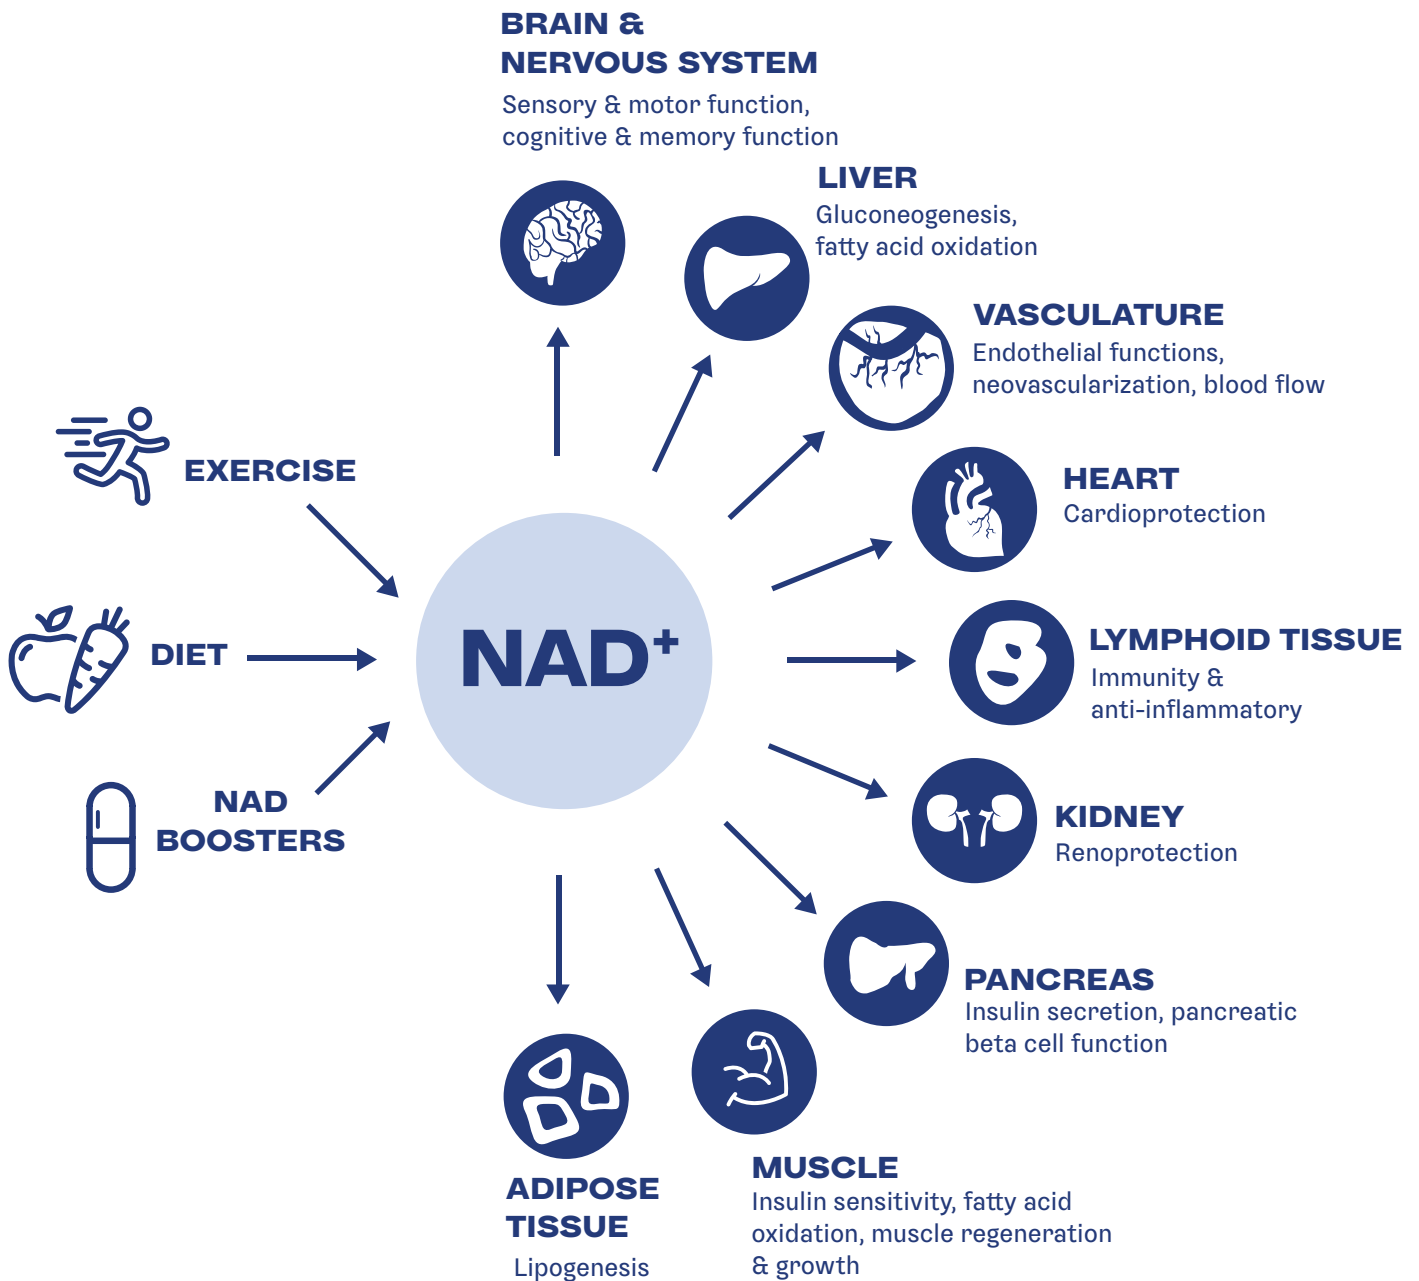 BRAIN &
NERVOUS SYSTEM
Sensory & motor function,
cognitive & memory function
LIVER
Gluconeogenesis,
fatty acid oxidation
VASCULATURE
Endothelial functions,
neovascularization, blood flow
EXERCISE
HEART
Cardioprotection
DIET
NAD+
LYMPHOID TISSUE
Immunity &
anti-inflammatory
NAD
BOOSTERS
KIDNEY
Renoprotection
PANCREAS
Insulin secretion, pancreatic
beta cell function
MUSCLE
Insulin sensitivity, fatty acid
oxidation, muscle regeneration
& growth
ADIPOSE
TISSUE
Lipogenesis